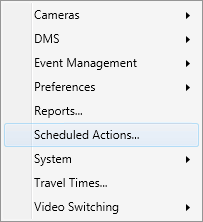 Cameras
DMS
Event Management
Preferences
Reports...
Scheduled Actions...
System
Travel Times...
Video Switching